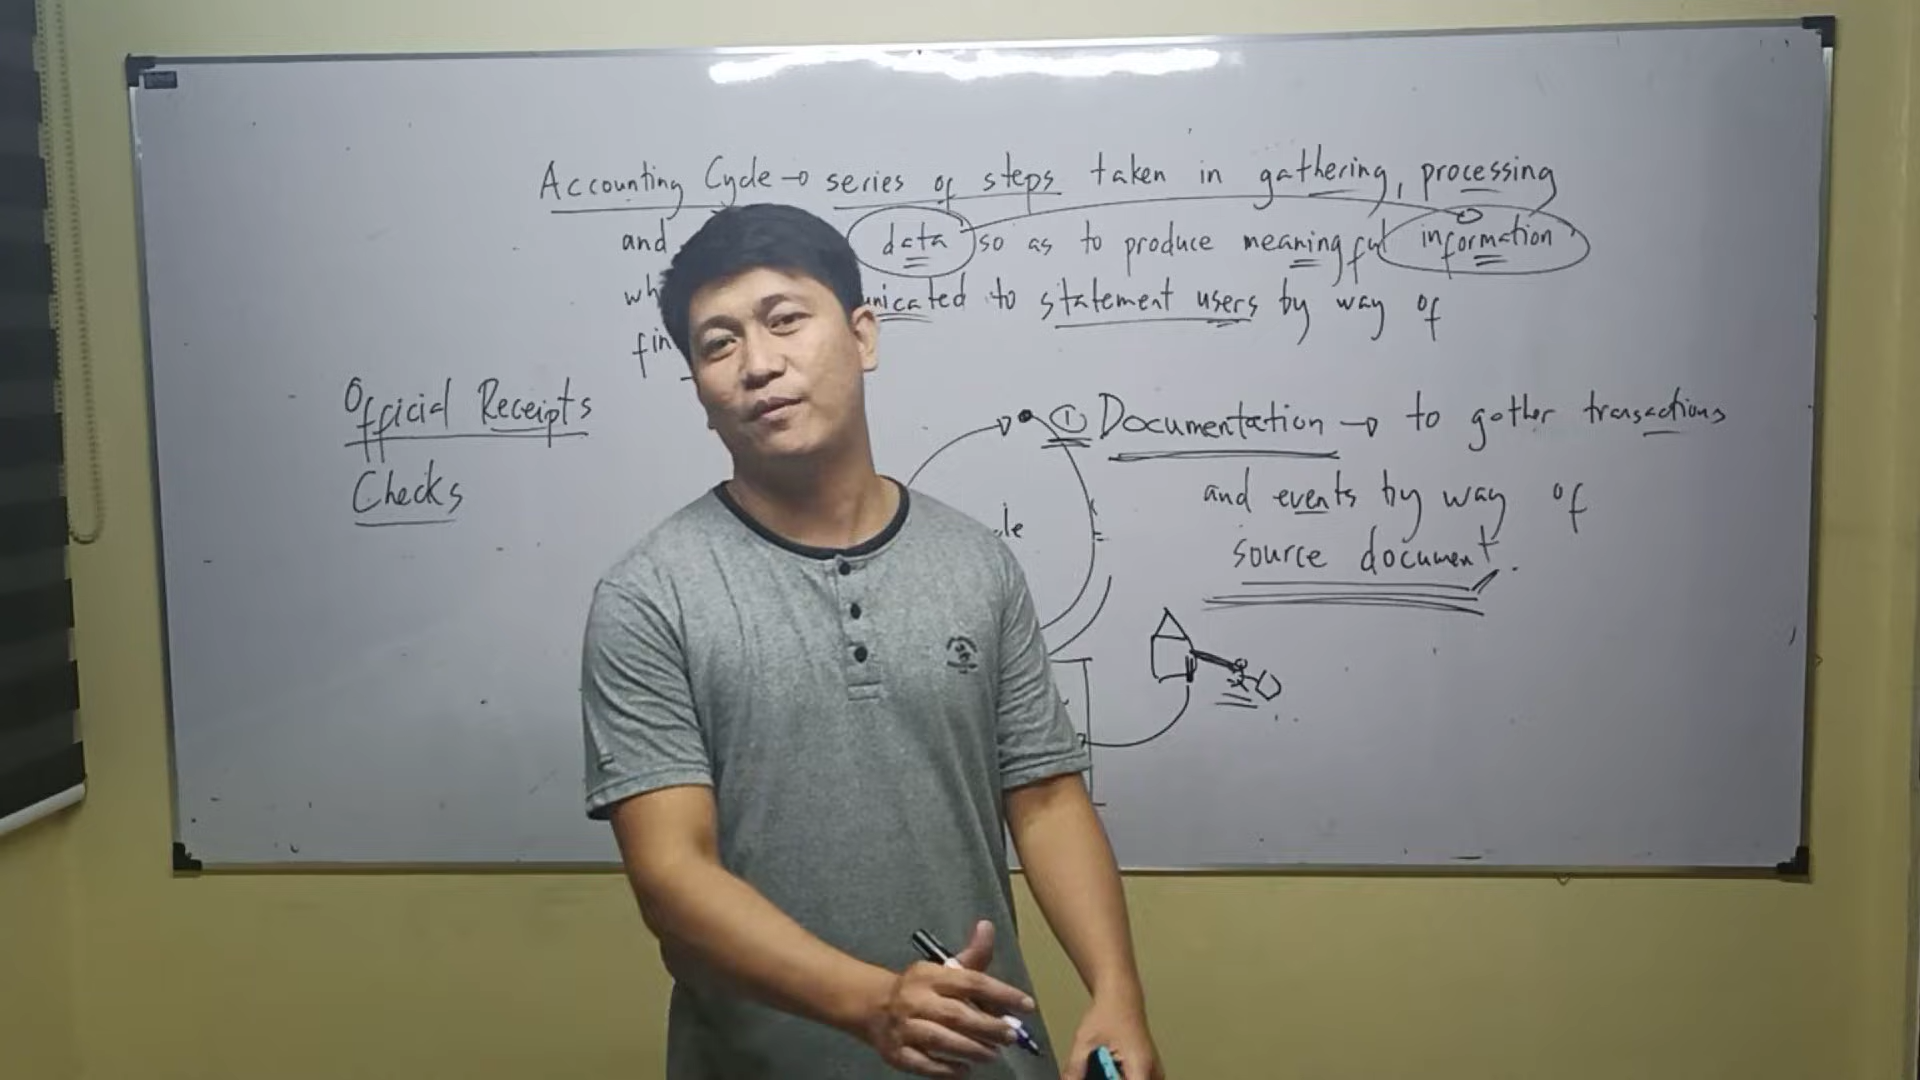 Accounting Cycle → series of steps taken in gathering, processing
and data so as to produce meaningful information
communicated to statement users by way of
fin
Official Receipts
Checks
① Documentation → to gather transactions
and events by way of
source document.